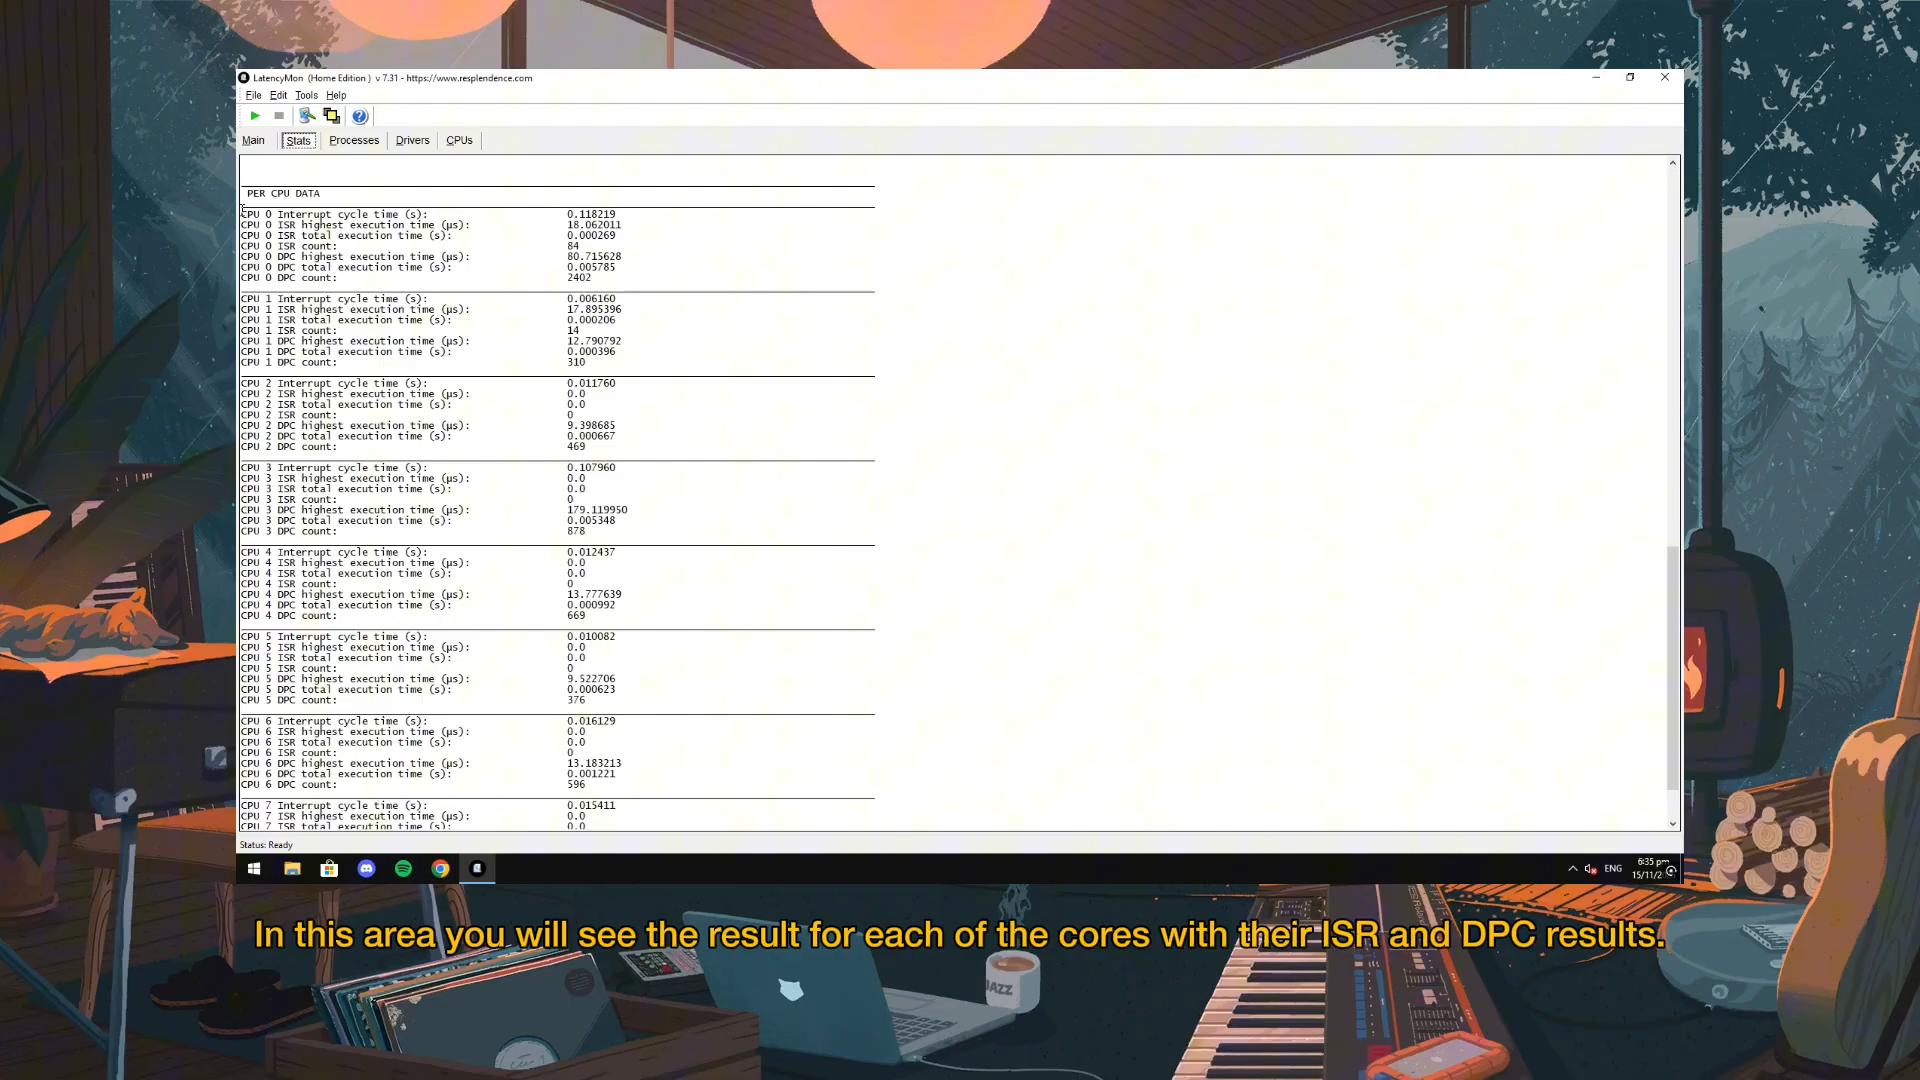 LatencyMon (Home Edition ) v 7.31 - https://www.resplendence.com
File Edit Tools Help
Main Stats Processes Drivers CPUs
PER CPU DATA
CPU 0 Interrupt cycle time (s): 0.118219
CPU 0 ISR highest execution time (µs): 18.062011
CPU 0 ISR total execution time (s): 0.000269
CPU 0 ISR count: 84
CPU 0 DPC highest execution time (µs): 80.715628
CPU 0 DPC total execution time (s): 0.005785
CPU 0 DPC count: 2402
CPU 1 Interrupt cycle time (s): 0.006160
CPU 1 ISR highest execution time (µs): 17.895396
CPU 1 ISR total execution time (s): 0.000206
CPU 1 ISR count: 14
CPU 1 DPC highest execution time (µs): 12.790792
CPU 1 DPC total execution time (s): 0.000396
CPU 1 DPC count: 310
CPU 2 Interrupt cycle time (s): 0.011760
CPU 2 ISR highest execution time (µs): 0.0
CPU 2 ISR total execution time (s): 0.0
CPU 2 ISR count: 0
CPU 2 DPC highest execution time (µs): 9.398685
CPU 2 DPC total execution time (s): 0.000667
CPU 2 DPC count: 469
CPU 3 Interrupt cycle time (s): 0.107960
CPU 3 ISR highest execution time (µs): 0.0
CPU 3 ISR total execution time (s): 0.0
CPU 3 ISR count: 0
CPU 3 DPC highest execution time (µs): 179.119950
CPU 3 DPC total execution time (s): 0.005348
CPU 3 DPC count: 878
CPU 4 Interrupt cycle time (s): 0.012437
CPU 4 ISR highest execution time (µs): 0.0
CPU 4 ISR total execution time (s): 0.0
CPU 4 ISR count: 0
CPU 4 DPC highest execution time (µs): 13.777639
CPU 4 DPC total execution time (s): 0.000992
CPU 4 DPC count: 669
CPU 5 Interrupt cycle time (s): 0.010082
CPU 5 ISR highest execution time (µs): 0.0
CPU 5 ISR total execution time (s): 0.0
CPU 5 ISR count: 0
CPU 5 DPC highest execution time (µs): 9.522706
CPU 5 DPC total execution time (s): 0.000623
CPU 5 DPC count: 376
CPU 6 Interrupt cycle time (s): 0.016129
CPU 6 ISR highest execution time (µs): 0.0
CPU 6 ISR total execution time (s): 0.0
CPU 6 ISR count: 0
CPU 6 DPC highest execution time (µs): 13.183213
CPU 6 DPC total execution time (s): 0.001221
CPU 6 DPC count: 596
CPU 7 Interrupt cycle time (s): 0.015411
CPU 7 ISR highest execution time (µs): 0.0
CPU 7 ISR total execution time (s): 0.0
Status: Ready
ENG
6:35 pm
15/11/2
In this area you will see the result for each of the cores with their ISR and DPC results.
JAZZ
Roland